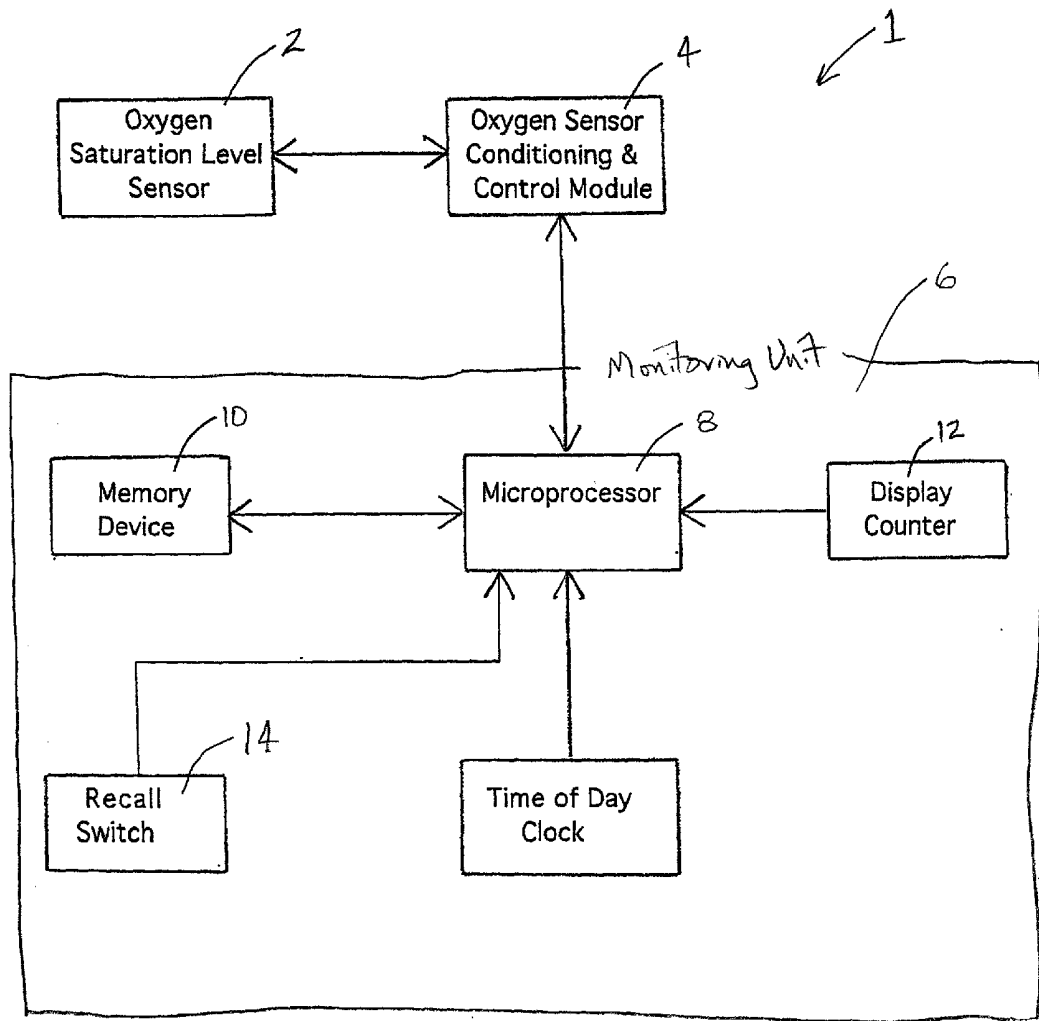 1
2
4
Oxygen
Saturation Level
Sensor
Oxygen Sensor
Conditioning &
Control Module
6
Monitoring Unit
10
8
12
Memory
Device
Microprocessor
Display
Counter
14
Recall
Switch
Time of Day
Clock